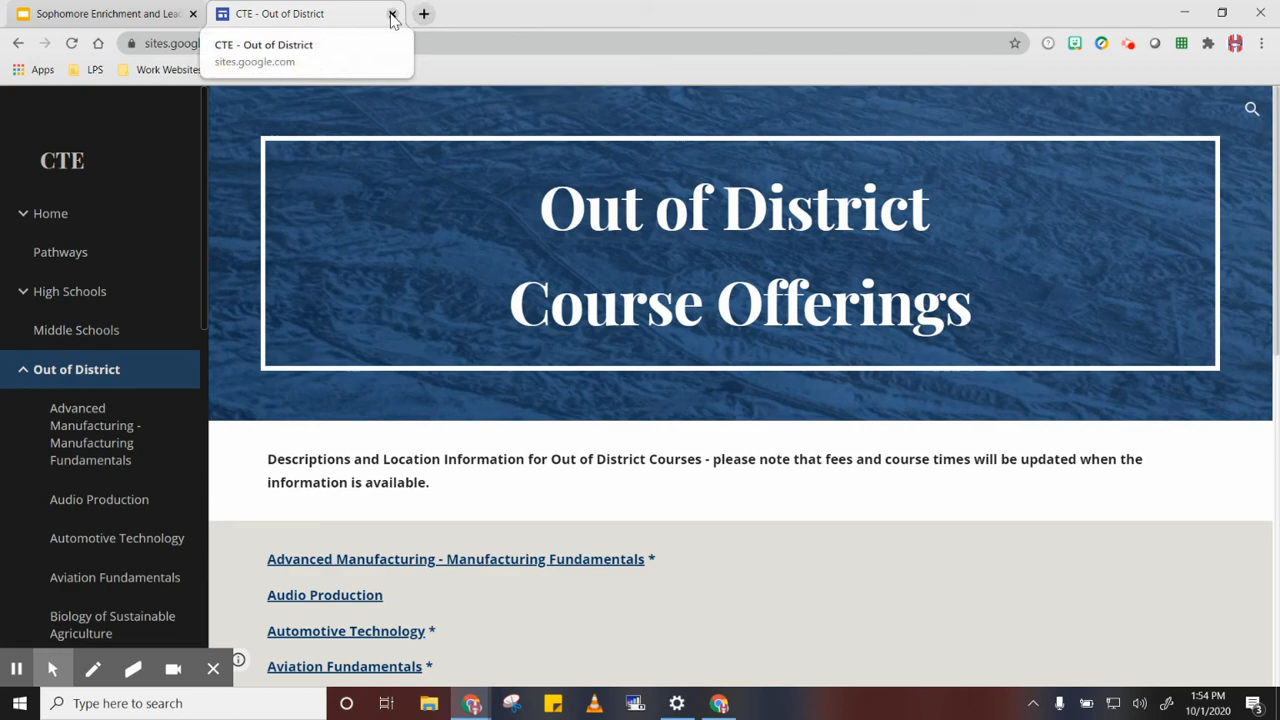 Sophomore Enrichment and Lea
CTE - Out of District
sites.googl
CTE - Out of District
sites.google.com
Apps
LPS
Work Website
CTE
Home
Pathways
High Schools
Middle Schools
Out of District
Advanced
Manufacturing -
Manufacturing
Fundamentals
Audio Production
Automotive Technology
Aviation Fundamentals
Biology of Sustainable
Agriculture
Out of District
Course Offerings
Descriptions and Location Information for Out of District Courses - please note that fees and course times will be updated when the
information is available.
Advanced Manufacturing - Manufacturing Fundamentals *
Audio Production
Automotive Technology *
Aviation Fundamentals *
Type here to search
1:54 PM
10/1/2020
3